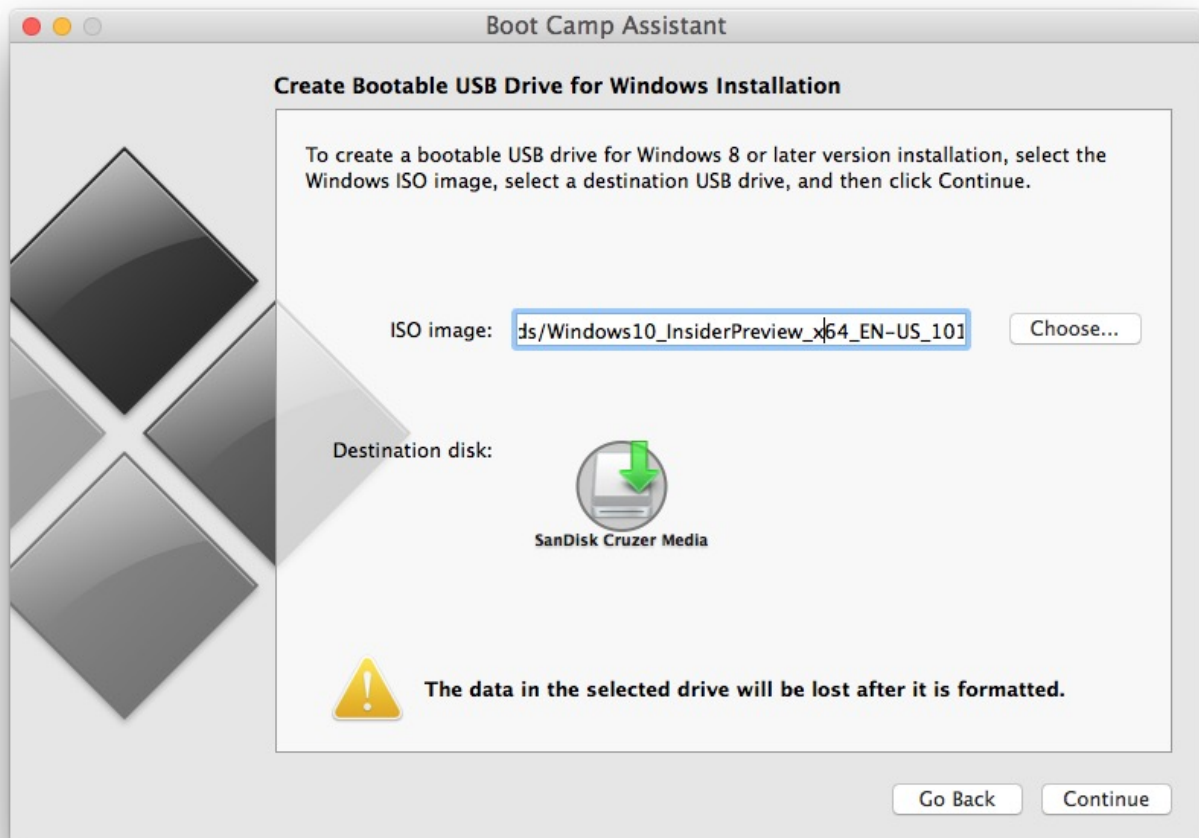 Boot Camp Assistant
Create Bootable USB Drive for Windows Installation
To create a bootable USB drive for Windows 8 or later version installation, select the
Windows ISO image, select a destination USB drive, and then click Continue.
ISO image: ds/Windows10_InsiderPreview_x64_EN-US_101 Choose...
Destination disk:
SanDisk Cruzer Media
The data in the selected drive will be lost after it is formatted.
Go Back Continue